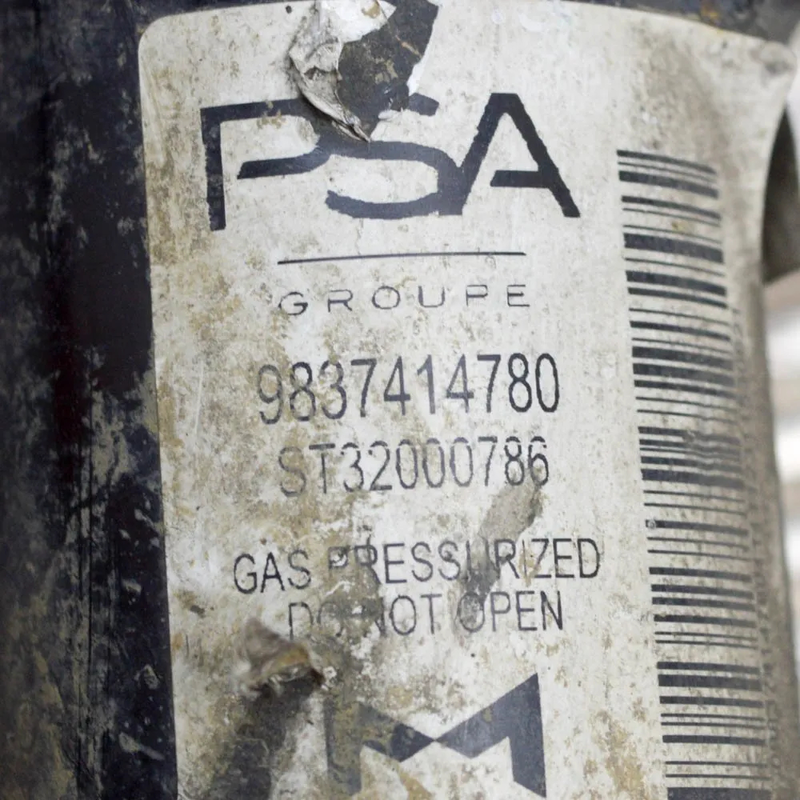 PSA
GROUPE
9837414780
ST32000786
GAS PRESSURIZED
DO NOT OPEN